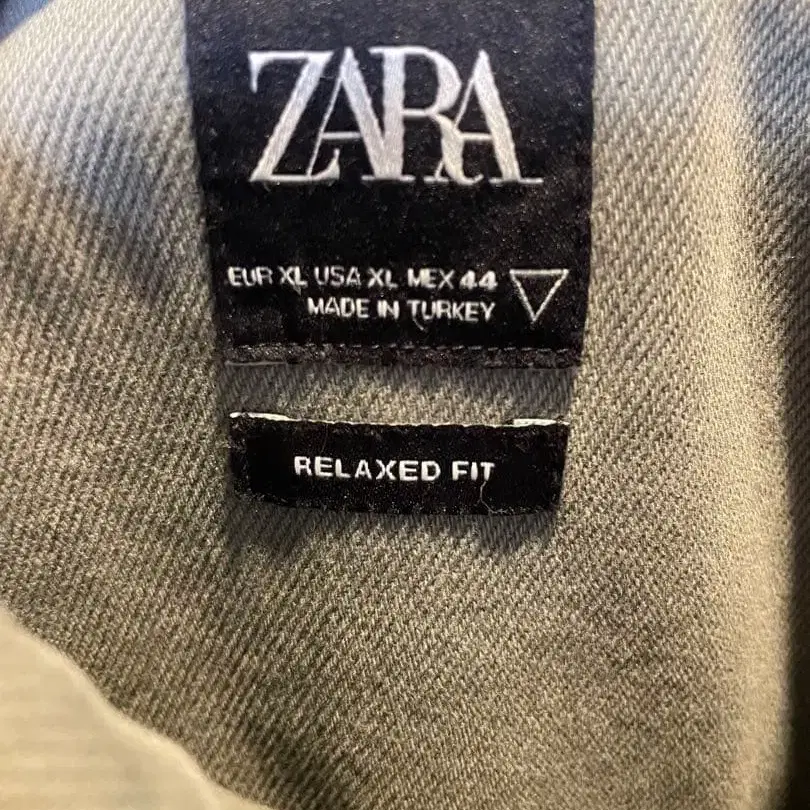 ZARA
EUR XL USA XL MEX 44
MADE IN TURKEY
RELAXED FIT